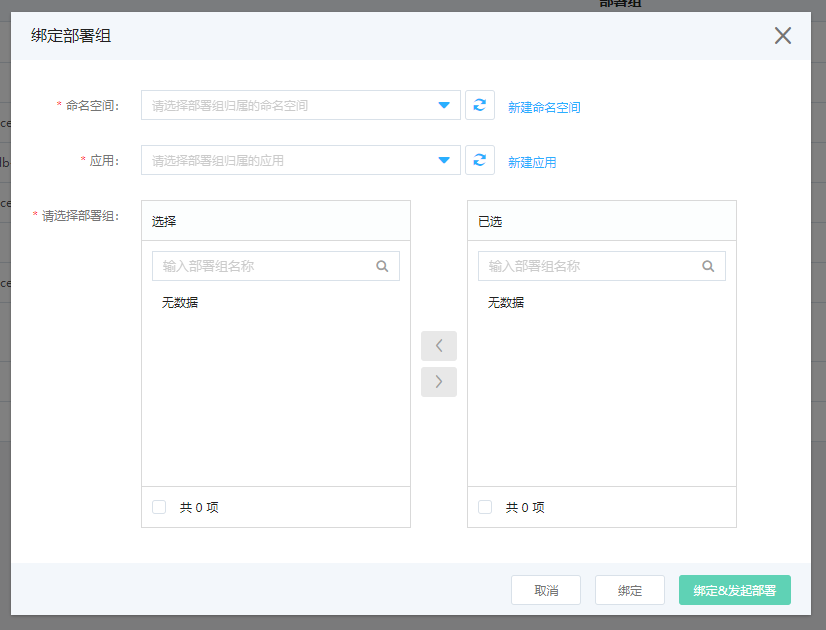 部署组
绑定部署组
* 命名空间: 请选择部署组归属的命名空间 新建命名空间
* 应用: 请选择部署组归属的应用 新建应用
* 请选择部署组: 选择 已选
输入部署组名称 输入部署组名称
无数据 无数据
共 0 项 共 0 项
取消 绑定 绑定&发起部署